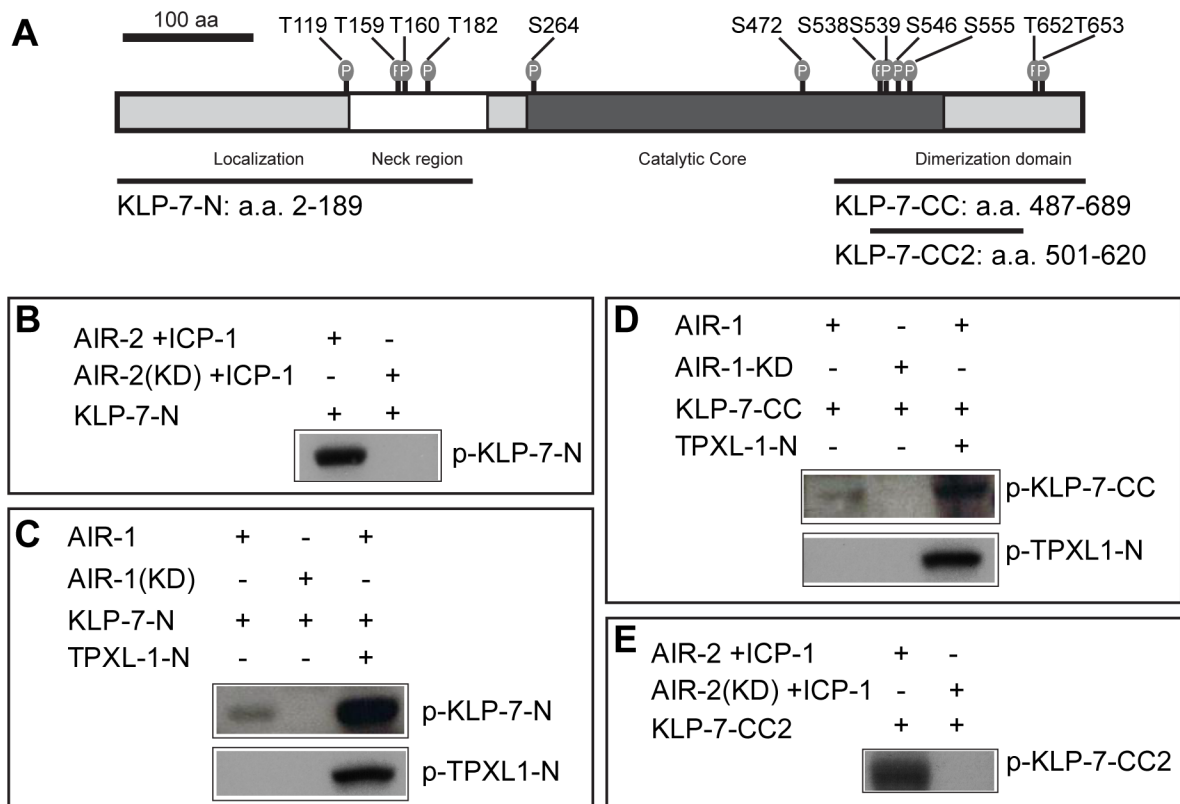 A
100 aa
T119 T159 T160 T182 S264 S472 S538 S539 S546 S555 T652 T653
P P P P P P P P P P P P
Localization Neck region Catalytic Core Dimerization domain
KLP-7-N: a.a. 2-189
KLP-7-CC: a.a. 487-689
KLP-7-CC2: a.a. 501-620
B
AIR-2 +ICP-1 + -
AIR-2(KD) +ICP-1 - +
KLP-7-N + +
p-KLP-7-N
C
AIR-1 + - +
AIR-1(KD) - + -
KLP-7-N + + +
TPXL-1-N - - +
p-KLP-7-N
p-TPXL1-N
D
AIR-1 + - +
AIR-1-KD - + -
KLP-7-CC + + +
TPXL-1-N - - +
p-KLP-7-CC
p-TPXL1-N
E
AIR-2 +ICP-1 + -
AIR-2(KD) +ICP-1 - +
KLP-7-CC2 + +
p-KLP-7-CC2